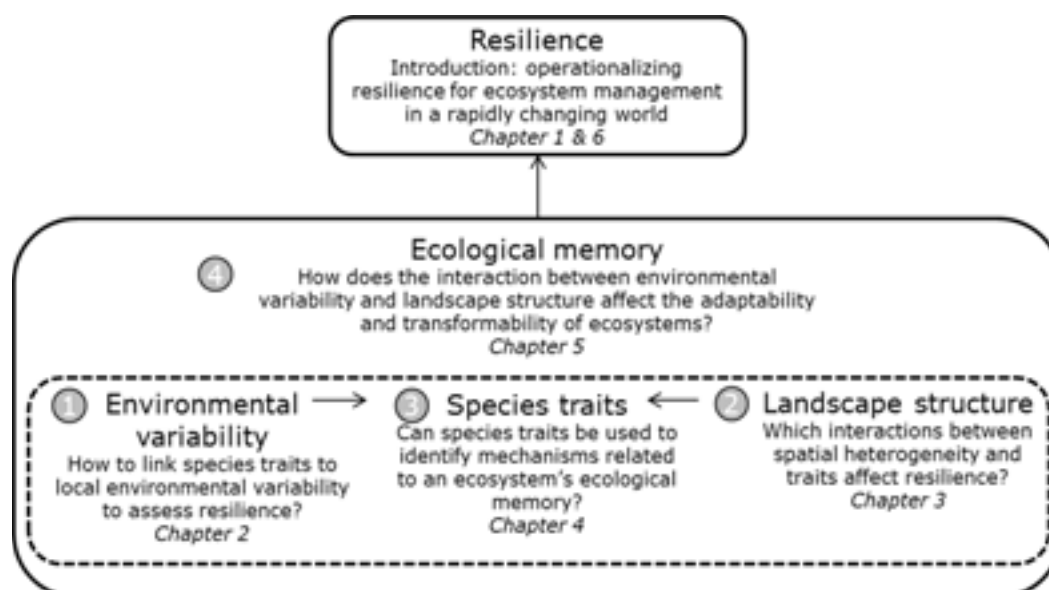 Resilience
Introduction: operationalizing
resilience for ecosystem management
in a rapidly changing world
Chapter 1 & 6
Ecological memory
4
How does the interaction between environmental
variability and landscape structure affect the adaptability
and transformability of ecosystems?
Chapter 5
1 Environmental
variability
How to link species traits to
local environmental variability
to assess resilience?
Chapter 2
3 Species traits
Can species traits be used to
identify mechanisms related
to an ecosystem's ecological
memory?
Chapter 4
2 Landscape structure
Which interactions between
spatial heterogeneity and
traits affect resilience?
Chapter 3